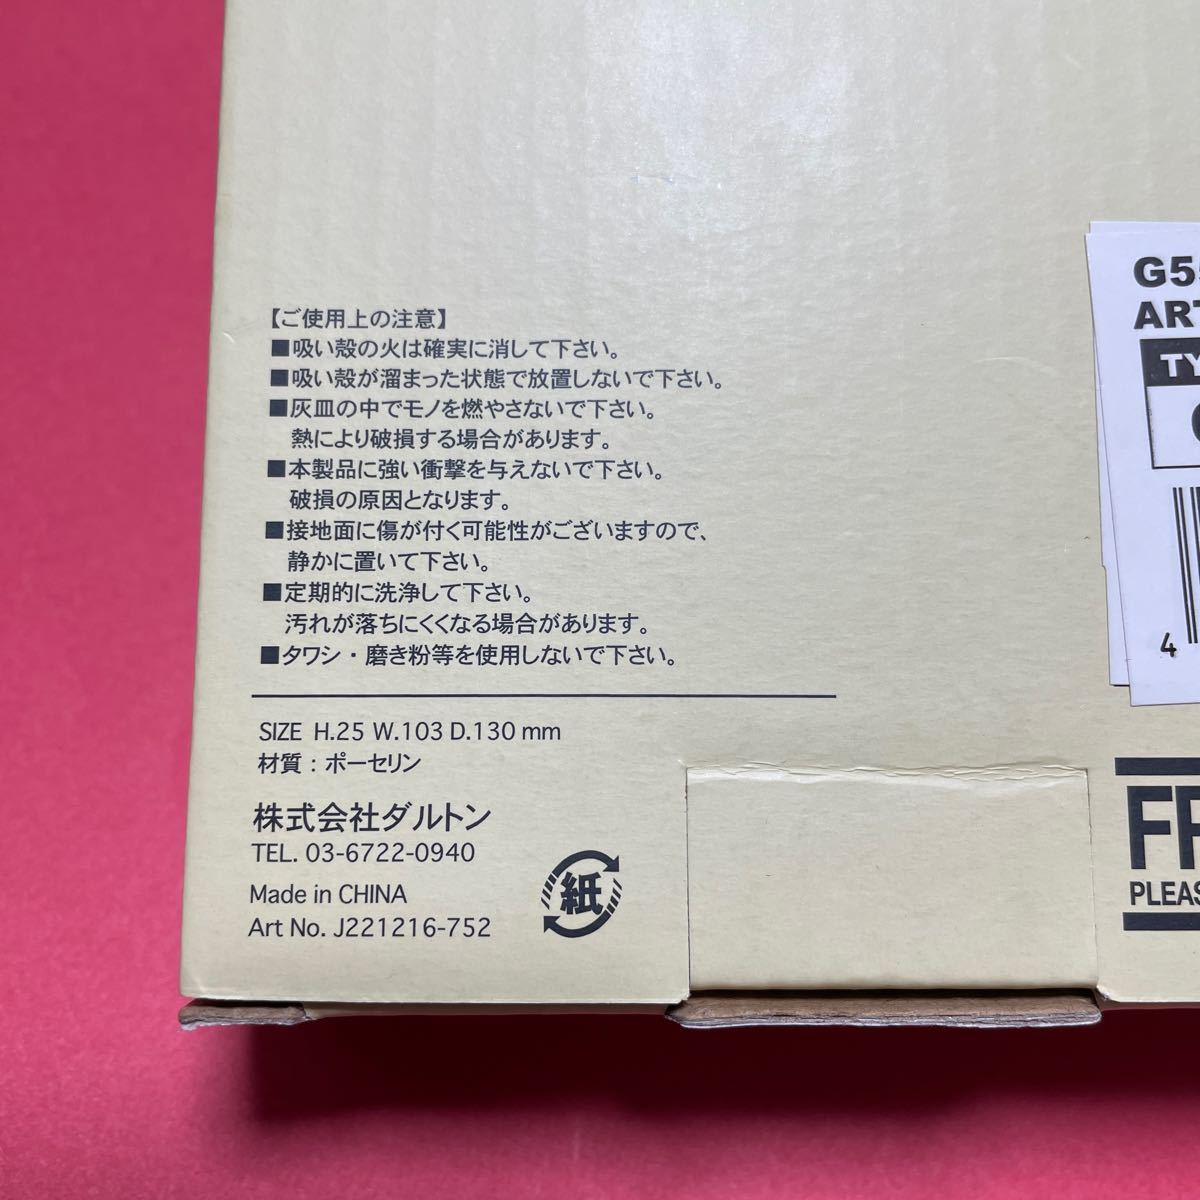 【ご使用上の注意】
■吸い殻の火は確実に消して下さい。
■吸い殻が溜まった状態で放置しないで下さい。
■灰皿の中でモノを燃やさないで下さい。
熱により破損する場合があります。
■本製品に強い衝撃を与えないで下さい。
破損の原因となります。
■接地面に傷が付く可能性がございますので、
静かに置いて下さい。
■定期的に洗浄して下さい。
汚れが落ちにくくなる場合があります。
■タワシ・磨き粉等を使用しないで下さい。
SIZE H.25 W.103 D.130 mm
材質：ポーセリン
株式会社ダルトン
TEL. 03-6722-0940
Made in CHINA
Art No. J221216-752
紙
ART
4